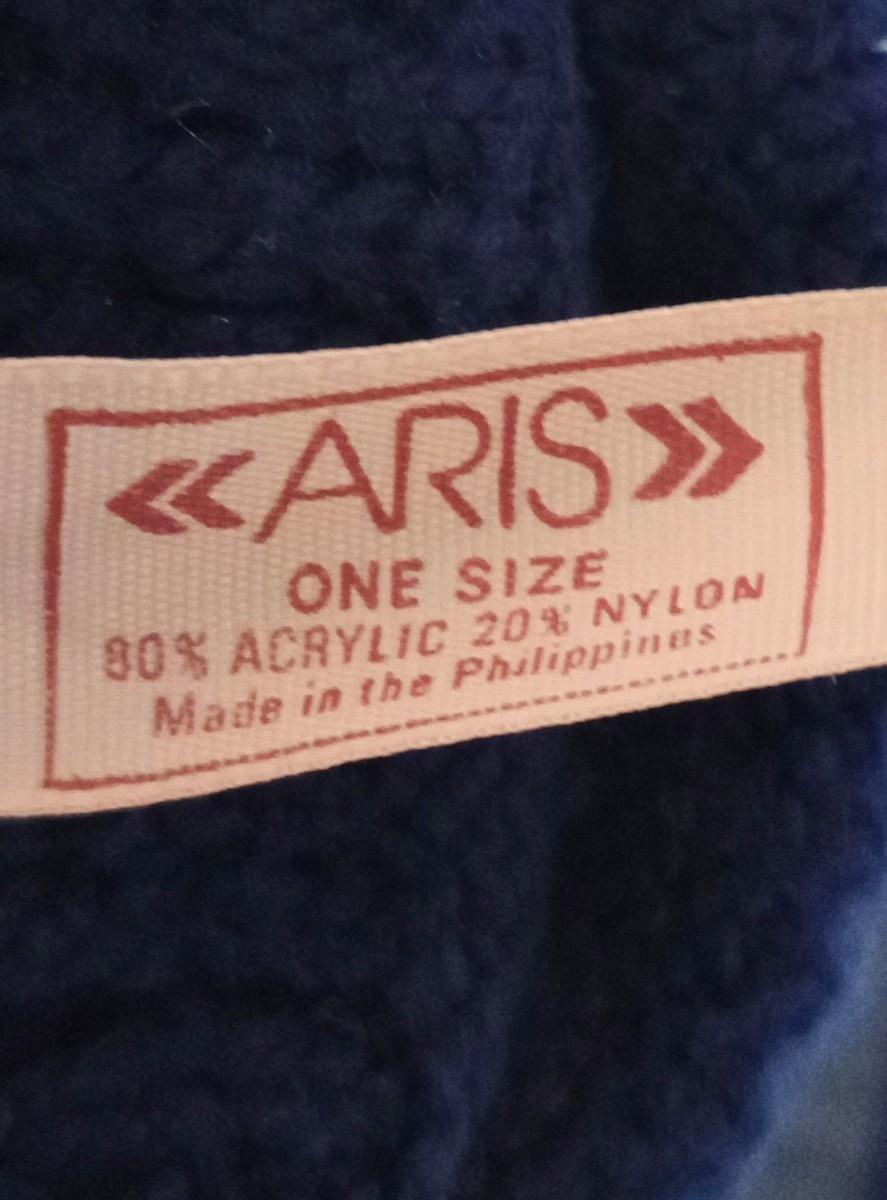 ARIS
ONE SIZE
80% ACRYLIC 20% NYLON
Made in the Philippines